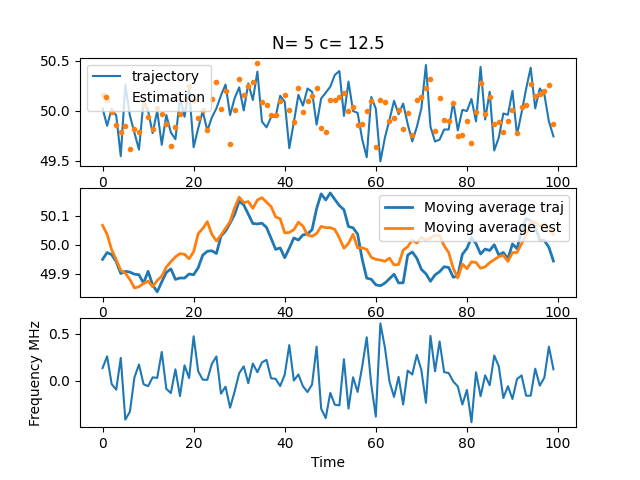 N= 5 c= 12.5
50.5
50.0
49.5
trajectory
Estimation
0 20 40 60 80 100
50.1
50.0
49.9
Moving average traj
Moving average est
0 20 40 60 80 100
Frequency MHz
0.5
0.0
0 20 40 60 80 100
Time